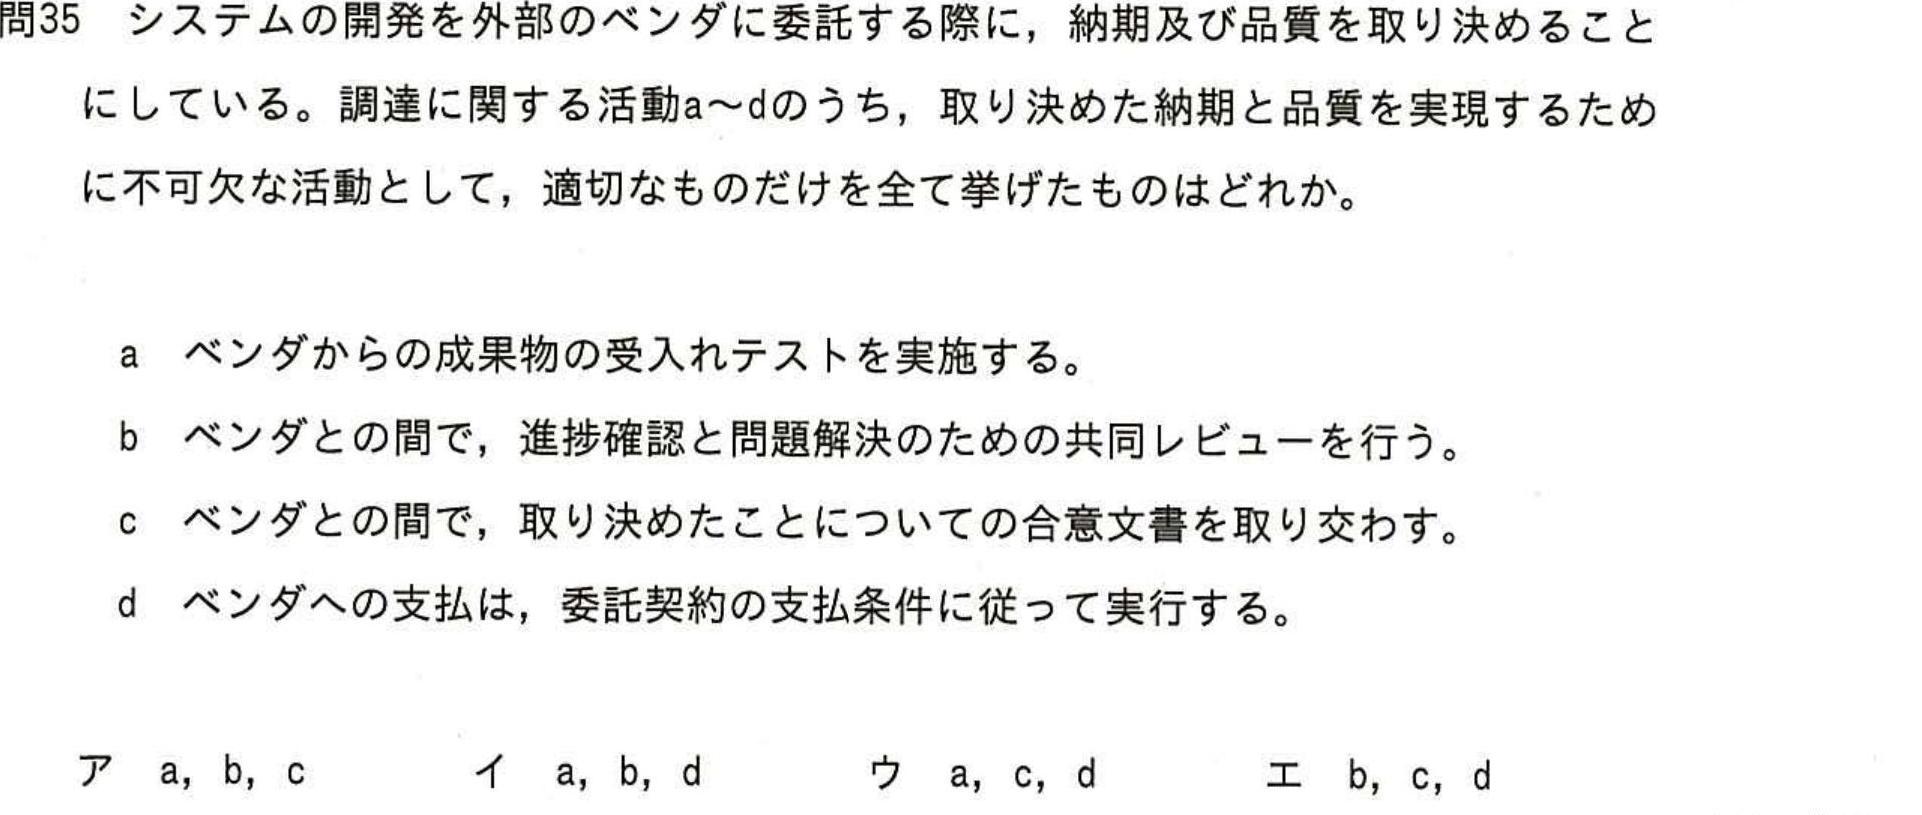 問35 システムの開発を外部のベンダに委託する際に，納期及び品質を取り決めること
にしている。調達に関する活動a～dのうち，取り決めた納期と品質を実現するため
に不可欠な活動として，適切なものだけを全て挙げたものはどれか。
a ベンダからの成果物の受入れテストを実施する。
b ベンダとの間で，進捗確認と問題解決のための共同レビューを行う。
c ベンダとの間で，取り決めたことについての合意文書を取り交わす。
d ベンダへの支払は，委託契約の支払条件に従って実行する。
ア a，b，c イ a，b，d ウ a，c，d エ b，c，d